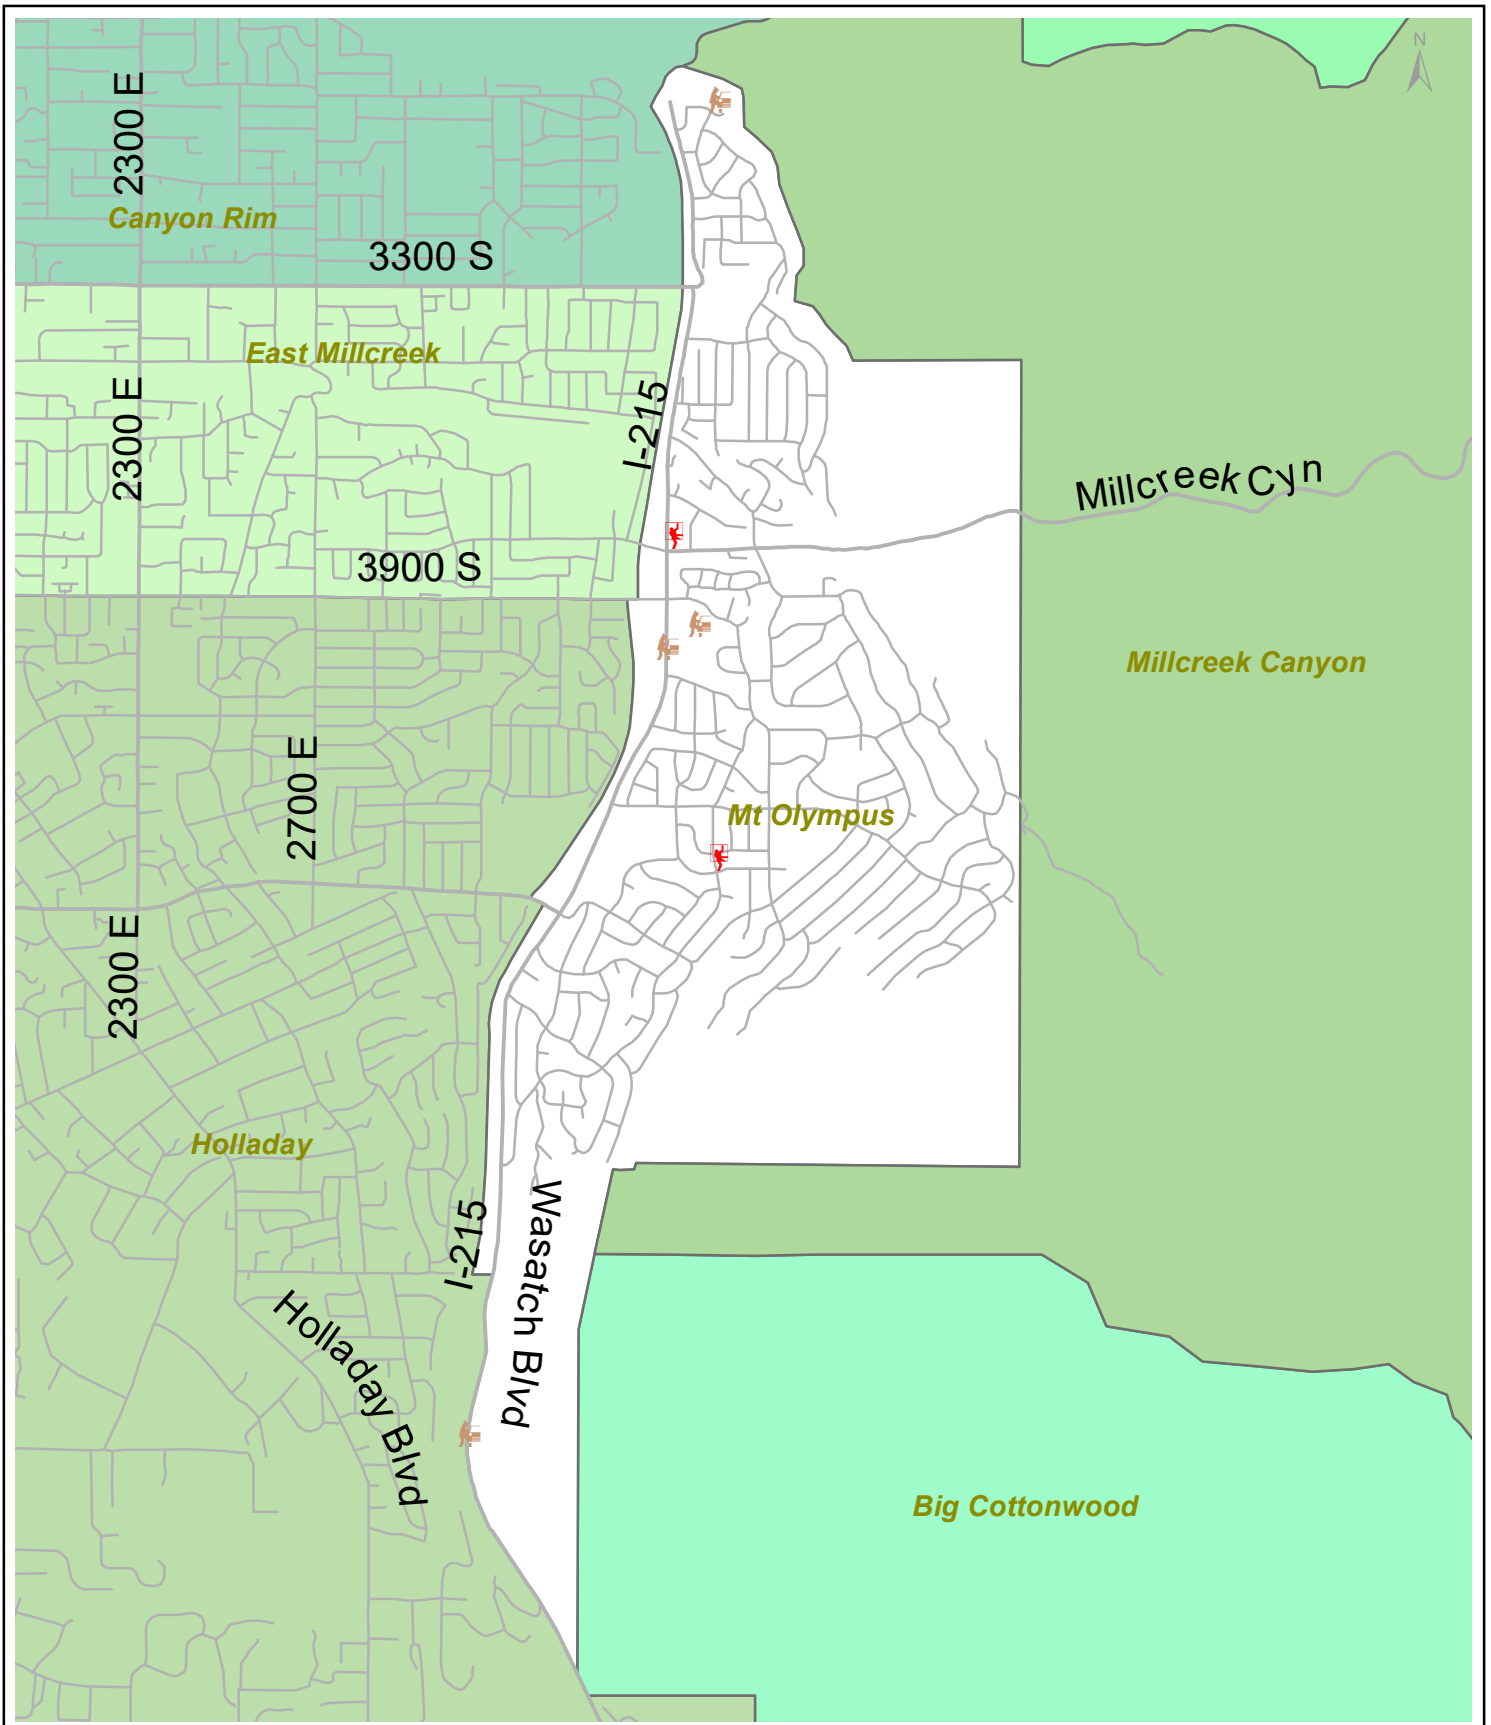 N
2300 E
Canyon Rim
3300 S
East Millcreek
2300 E
I-215
Millcreek Cyn
3900 S
Millcreek Canyon
2700 E
Mt Olympus
2300 E
Holladay
I-215
Wasatch Blvd
Holladay Blvd
Big Cottonwood